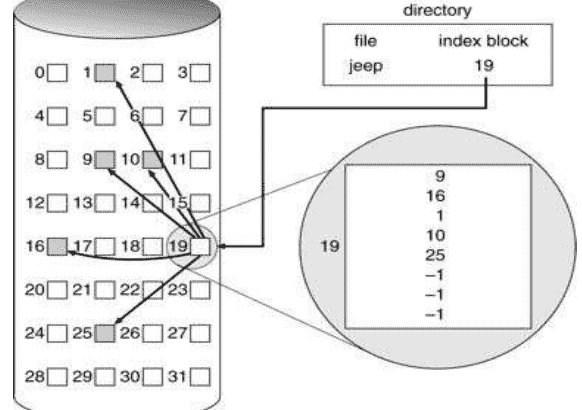 directory
file index block
jeep 19
0 1 2 3
4 5 6 7
8 9 10 11
12 13 14 15
16 17 18 19
20 21 22 23
24 25 26 27
28 29 30 31
19
9
16
1
10
25
–1
–1
–1